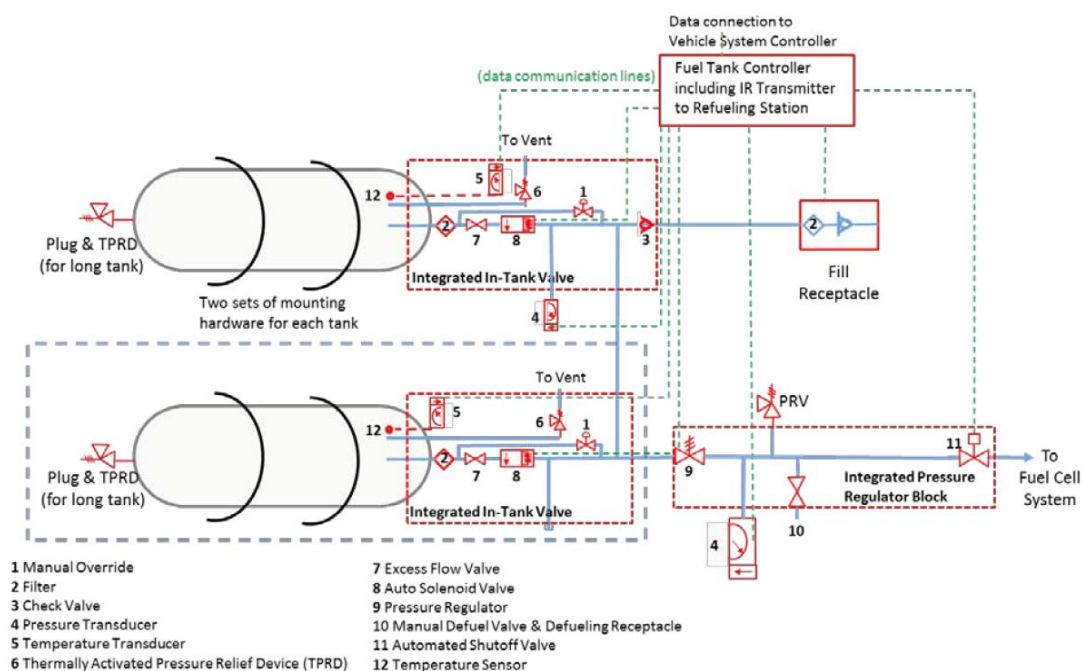 Data connection to
Vehicle System Controller
(data communication lines)
Fuel Tank Controller
including IR Transmitter
to Refueling Station
To Vent
5
6
1
12
2
7
8
3
2
Plug & TPRD
(for long tank)
Integrated In-Tank Valve
Fill
Receptacle
Two sets of mounting
hardware for each tank
4
To Vent
PRV
5
6
1
12
2
7
8
9
11
To
Fuel Cell
System
Plug & TPRD
(for long tank)
Integrated In-Tank Valve
Integrated Pressure
Regulator Block
4
10
1 Manual Override
2 Filter
3 Check Valve
4 Pressure Transducer
5 Temperature Transducer
6 Thermally Activated Pressure Relief Device (TPRD)
7 Excess Flow Valve
8 Auto Solenoid Valve
9 Pressure Regulator
10 Manual Defuel Valve & Defueling Receptacle
11 Automated Shutoff Valve
12 Temperature Sensor